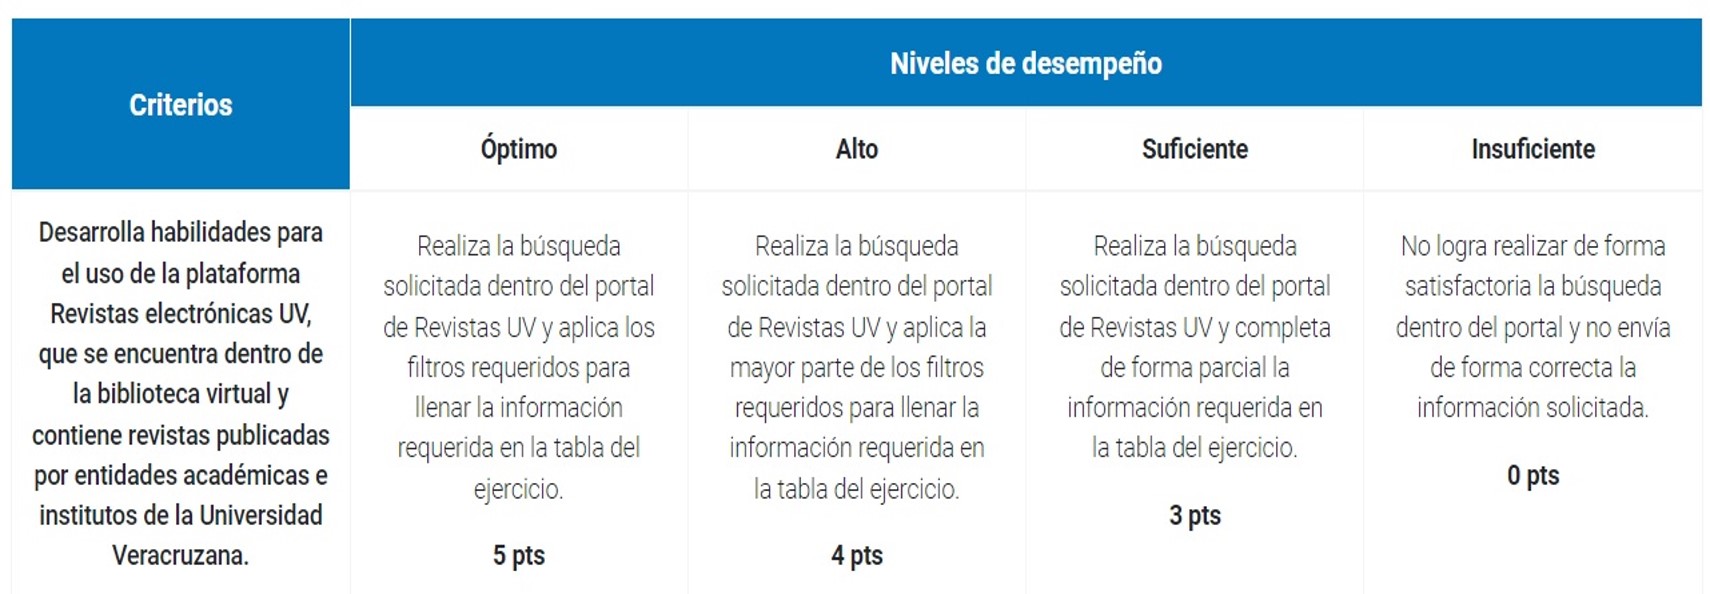 Criterios
Niveles de desempeño
Óptimo
Alto
Suficiente
Insuficiente
Desarrolla habilidades para
el uso de la plataforma
Revistas electrónicas UV,
que se encuentra dentro de
la biblioteca virtual y
contiene revistas publicadas
por entidades académicas e
institutos de la Universidad
Veracruzana.
Realiza la búsqueda
solicitada dentro del portal
de Revistas UV y aplica los
filtros requeridos para
llenar la información
requerida en la tabla del
ejercicio.
5 pts
Realiza la búsqueda
solicitada dentro del portal
de Revistas UV y aplica la
mayor parte de los filtros
requeridos para llenar la
información requerida en
la tabla del ejercicio.
4 pts
Realiza la búsqueda
solicitada dentro del portal
de Revistas UV y completa
de forma parcial la
información requerida en
la tabla del ejercicio.
3 pts
No logra realizar de forma
satisfactoria la búsqueda
dentro del portal y no envía
de forma correcta la
información solicitada.
0 pts